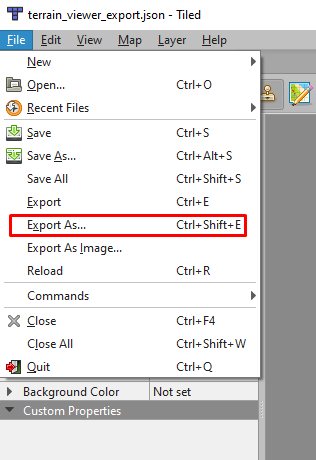 terrain_viewer_export.json - Tiled
File Edit View Map Layer Help
New
Open... Ctrl+O
Recent Files
Save Ctrl+S
Save As... Ctrl+Alt+S
Save All Ctrl+Shift+S
Export Ctrl+E
Export As... Ctrl+Shift+E
Export As Image...
Reload Ctrl+R
Commands
Close Ctrl+F4
Close All Ctrl+Shift+W
Quit Ctrl+Q
Background Color Not set
Custom Properties